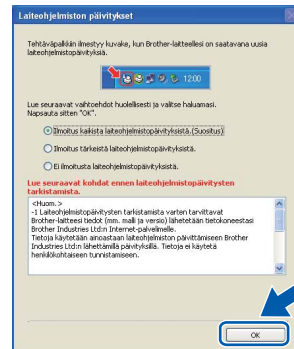 Laiteohjelmiston päivitykset
Tehtäväpalkkiin ilmestyy kuvake, kun Brother-laitteellesi on saatavana uusia
laiteohjelmistopäivityksiä.
12:00
Lue seuraavat vaihtoehdot huolellisesti ja valitse haluamasi.
Napsauta sitten "OK".
Ilmoitus kaikista laiteohjelmistopäivityksistä.(Suositus)
Ilmoitus tärkeistä laiteohjelmistopäivityksistä.
Ei ilmoitusta laiteohjelmistopäivityksistä.
Lue seuraavat kohdat ennen laiteohjelmistopäivitysten
tarkistamista.
<Huom.>
-1 Laiteohjelmistopäivitysten tarkistamista varten tarvittavat
Brother-laitteesi tiedot (mm. malli ja versio) lähetetään tietokoneestasi
Brother Industries Ltd:n Internet-palvelimelle.
Tietoja käytetään ainoastaan laiteohjelmiston päivittämiseen Brother
Industries Ltd:n lähettämillä päivityksillä. Tietoja ei käytetä
henkilökohtaiseen tunnistamiseen.
OK